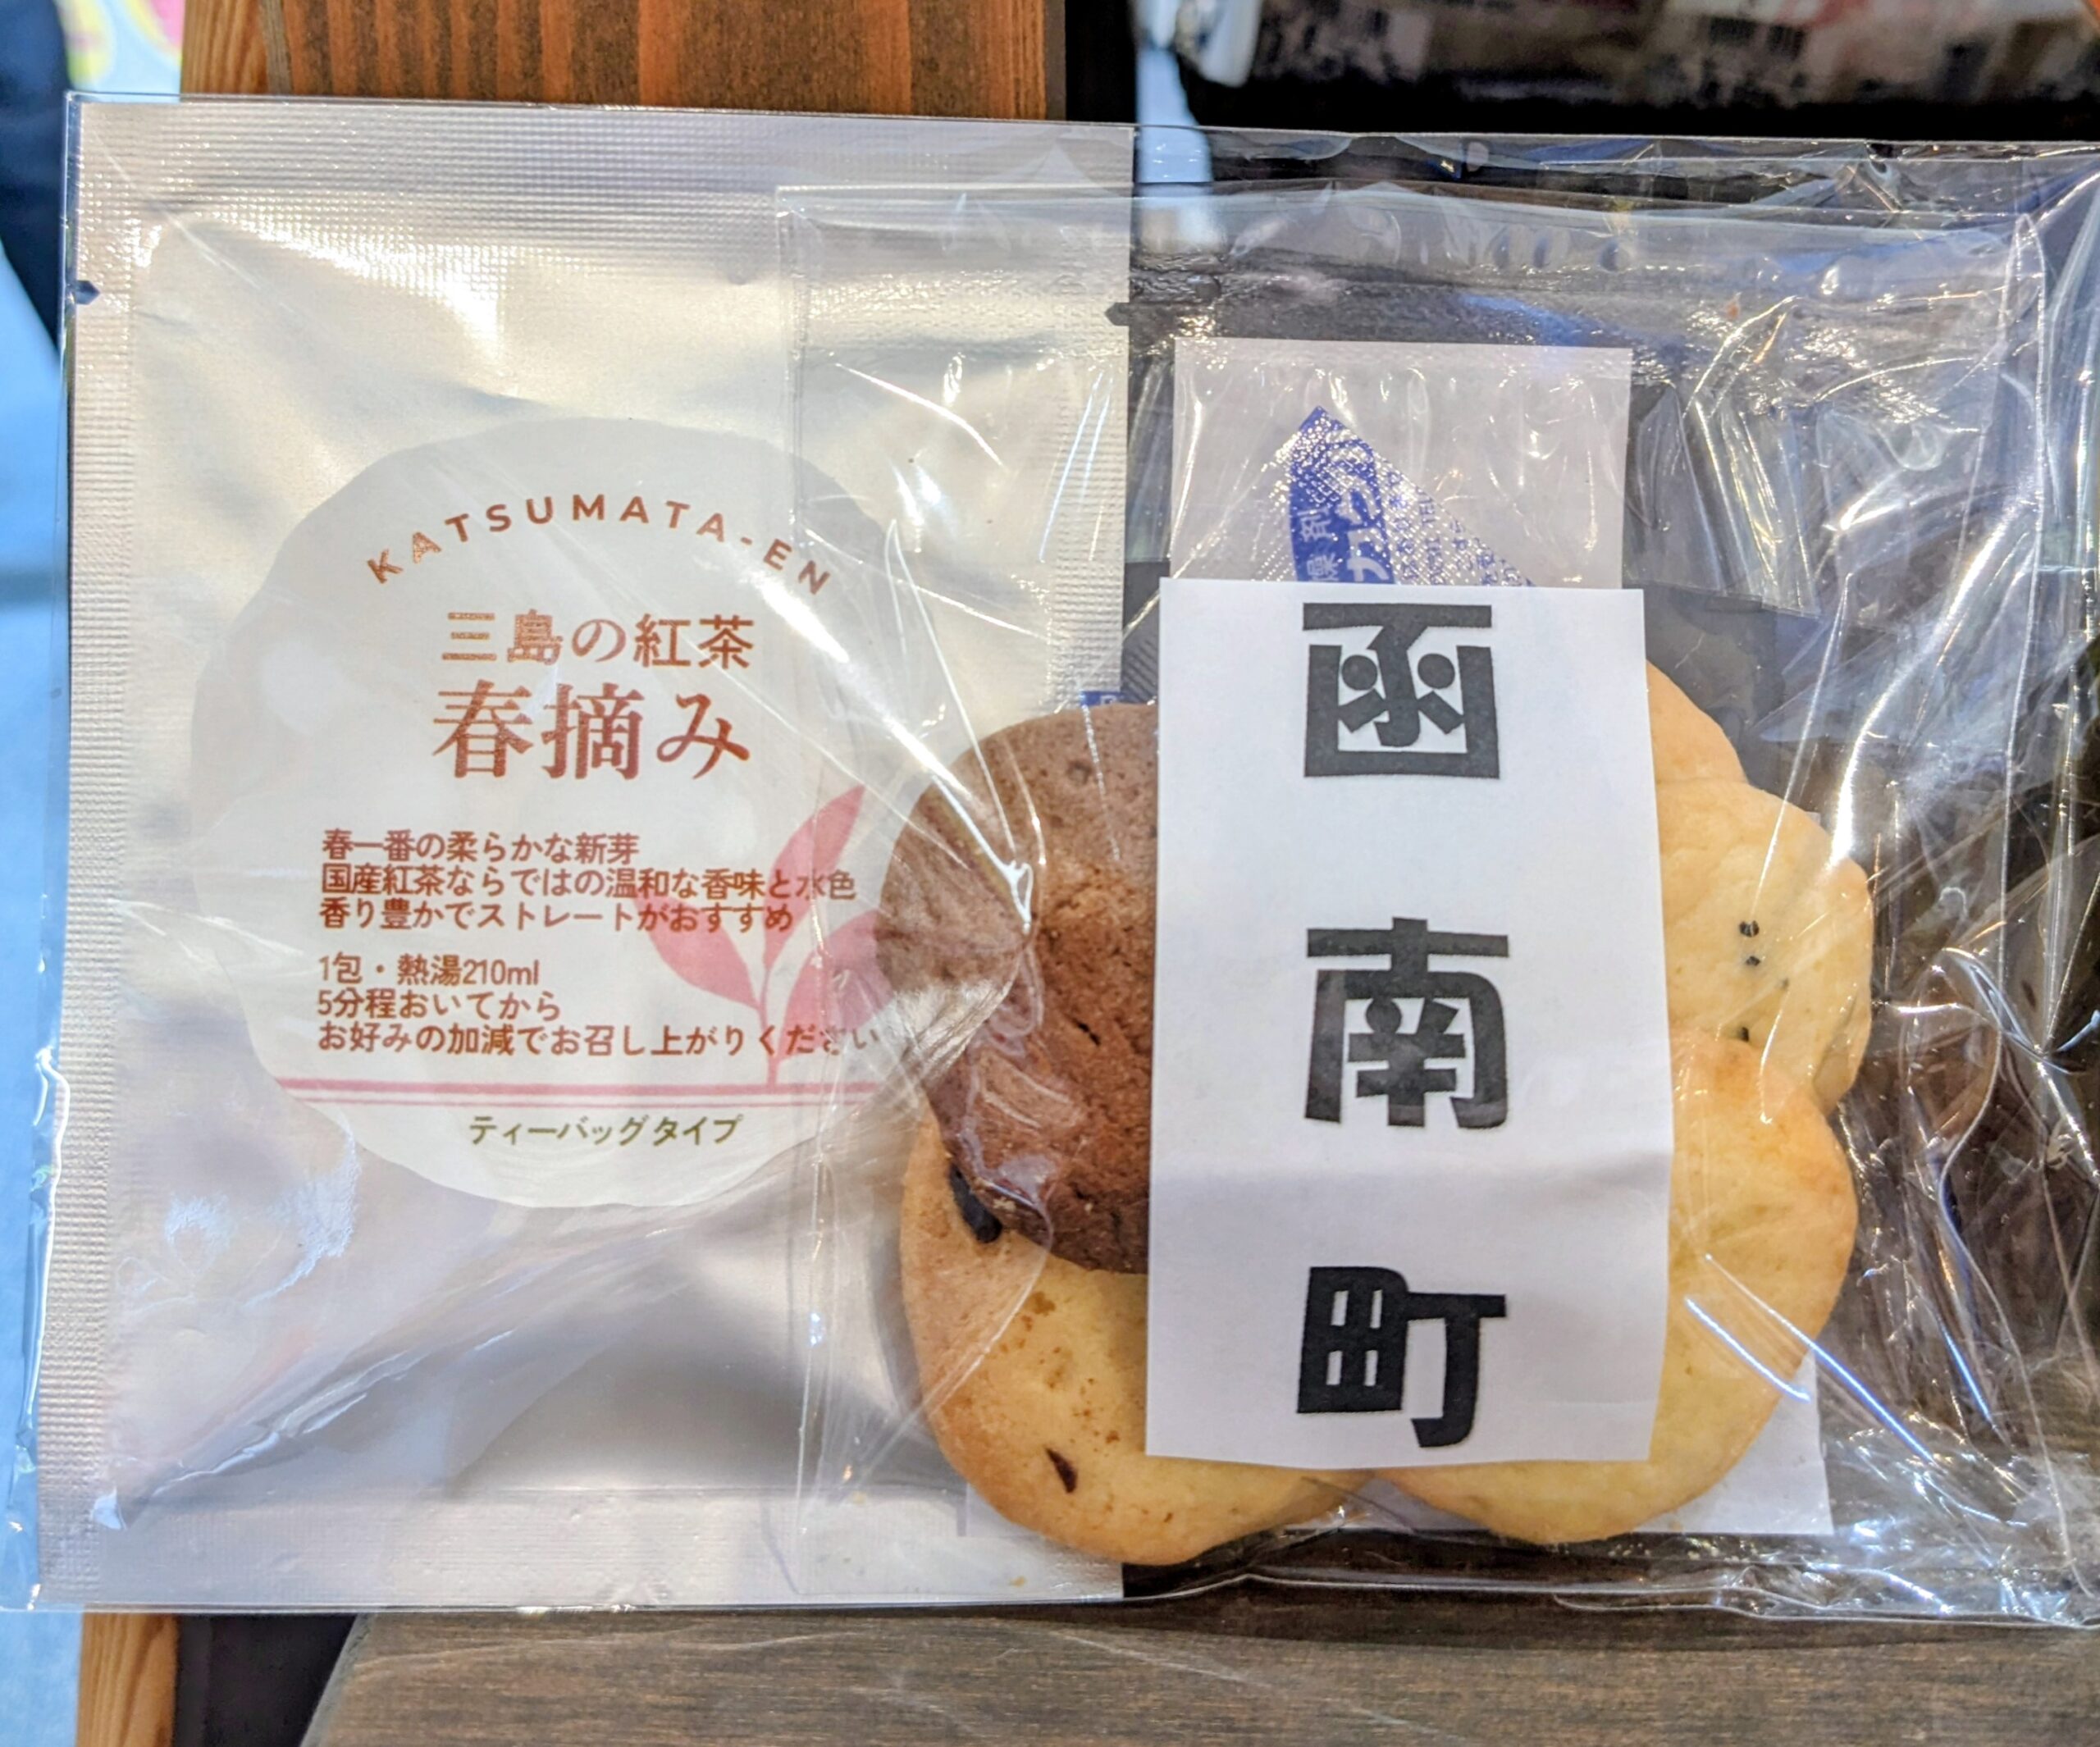 KATSUMATA-EN
三島の紅茶
春摘み
春一番の柔らかな新芽
国産紅茶ならではの温和な香味と水色
香り豊かでストレートがおすすめ
1包・熱湯210ml
5分程おいてから
お好みの加減でお召し上がりください
ティーバッグタイプ
函南町